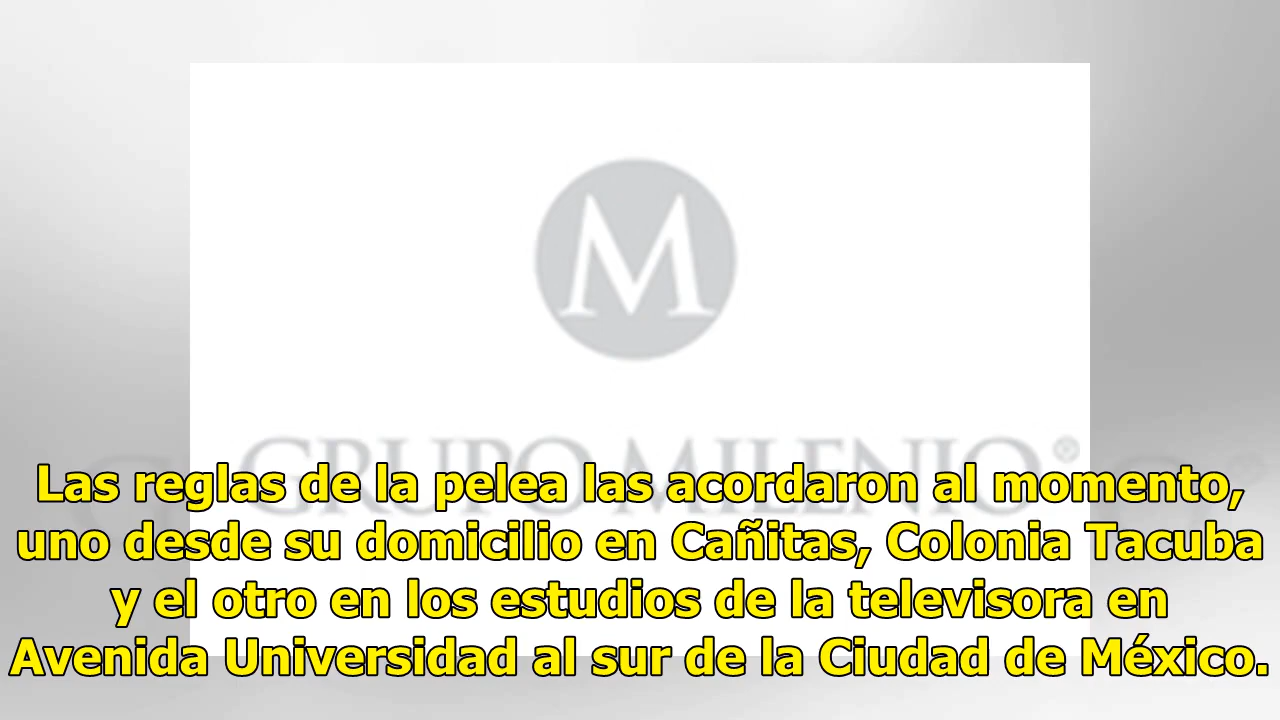 M
GRUPO MILENIO®
Las reglas de la pelea las acordaron al momento,
uno desde su domicilio en Cañitas, Colonia Tacuba
y el otro en los estudios de la televisora en
Avenida Universidad al sur de la Ciudad de México.